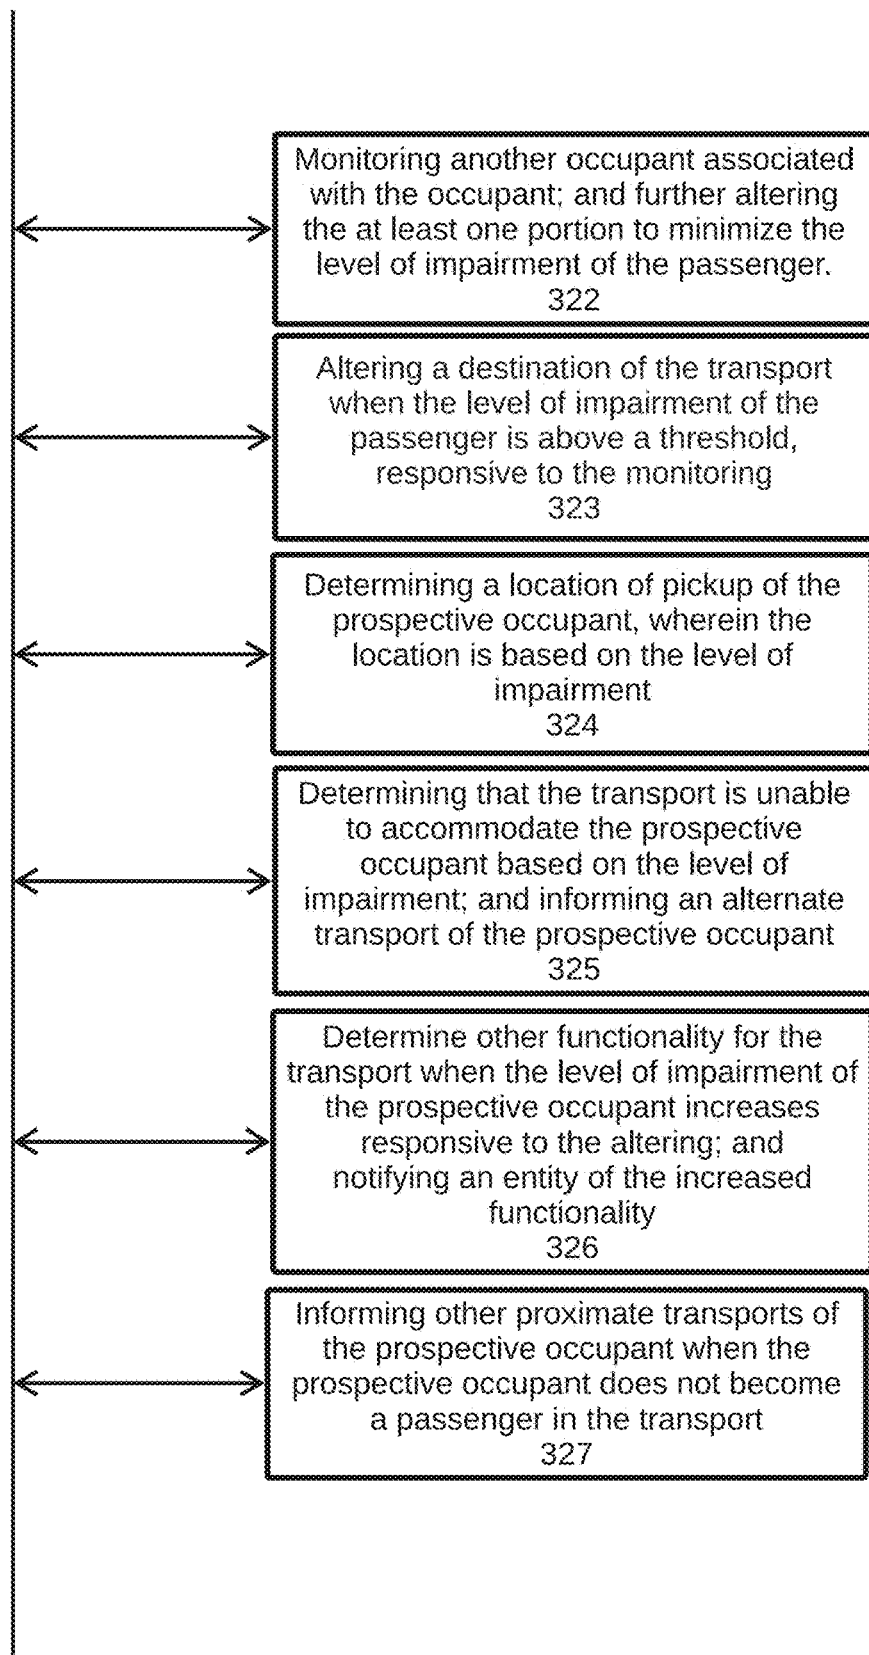 Monitoring another occupant associated
with the occupant; and further altering
the at least one portion to minimize the
level of impairment of the passenger.
322
Altering a destination of the transport
when the level of impairment of the
passenger is above a threshold,
responsive to the monitoring
323
Determining a location of pickup of the
prospective occupant, wherein the
location is based on the level of
impairment
324
Determining that the transport is unable
to accommodate the prospective
occupant based on the level of
impairment; and informing an alternate
transport of the prospective occupant
325
Determine other functionality for the
transport when the level of impairment of
the prospective occupant increases
responsive to the altering; and
notifying an entity of the increased
functionality
326
Informing other proximate transports of
the prospective occupant when the
prospective occupant does not become
a passenger in the transport
327